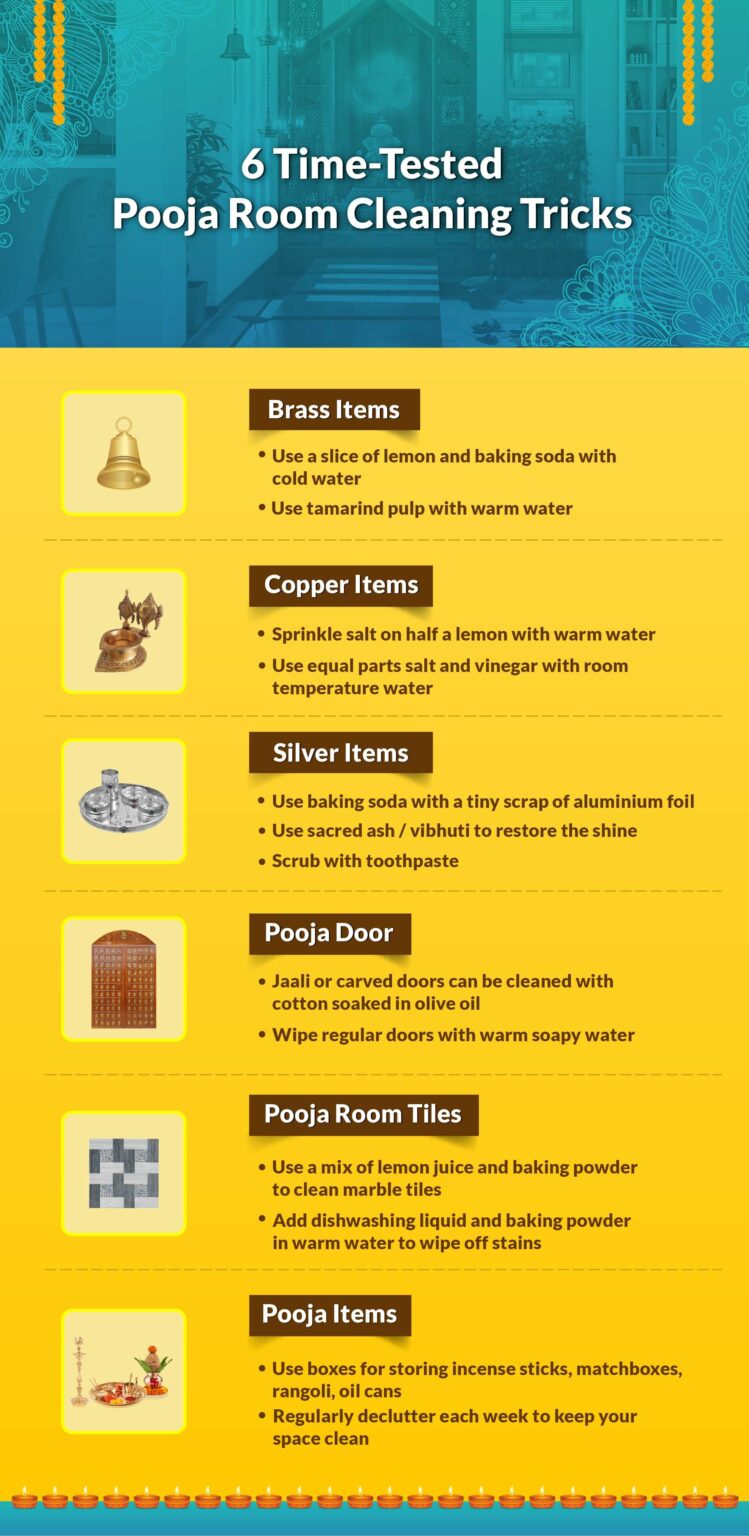 6 Time-Tested
Pooja Room Cleaning Tricks
Brass Items
• Use a slice of lemon and baking soda with
cold water
• Use tamarind pulp with warm water
Copper Items
• Sprinkle salt on half a lemon with warm water
• Use equal parts salt and vinegar with room
temperature water
Silver Items
• Use baking soda with a tiny scrap of aluminium foil
• Use sacred ash / vibhuti to restore the shine
• Scrub with toothpaste
Pooja Door
• Jaali or carved doors can be cleaned with
cotton soaked in olive oil
• Wipe regular doors with warm soapy water
Pooja Room Tiles
• Use a mix of lemon juice and baking powder
to clean marble tiles
• Add dishwashing liquid and baking powder
in warm water to wipe off stains
Pooja Items
• Use boxes for storing incense sticks, matchboxes,
rangoli, oil cans
• Regularly declutter each week to keep your
space clean